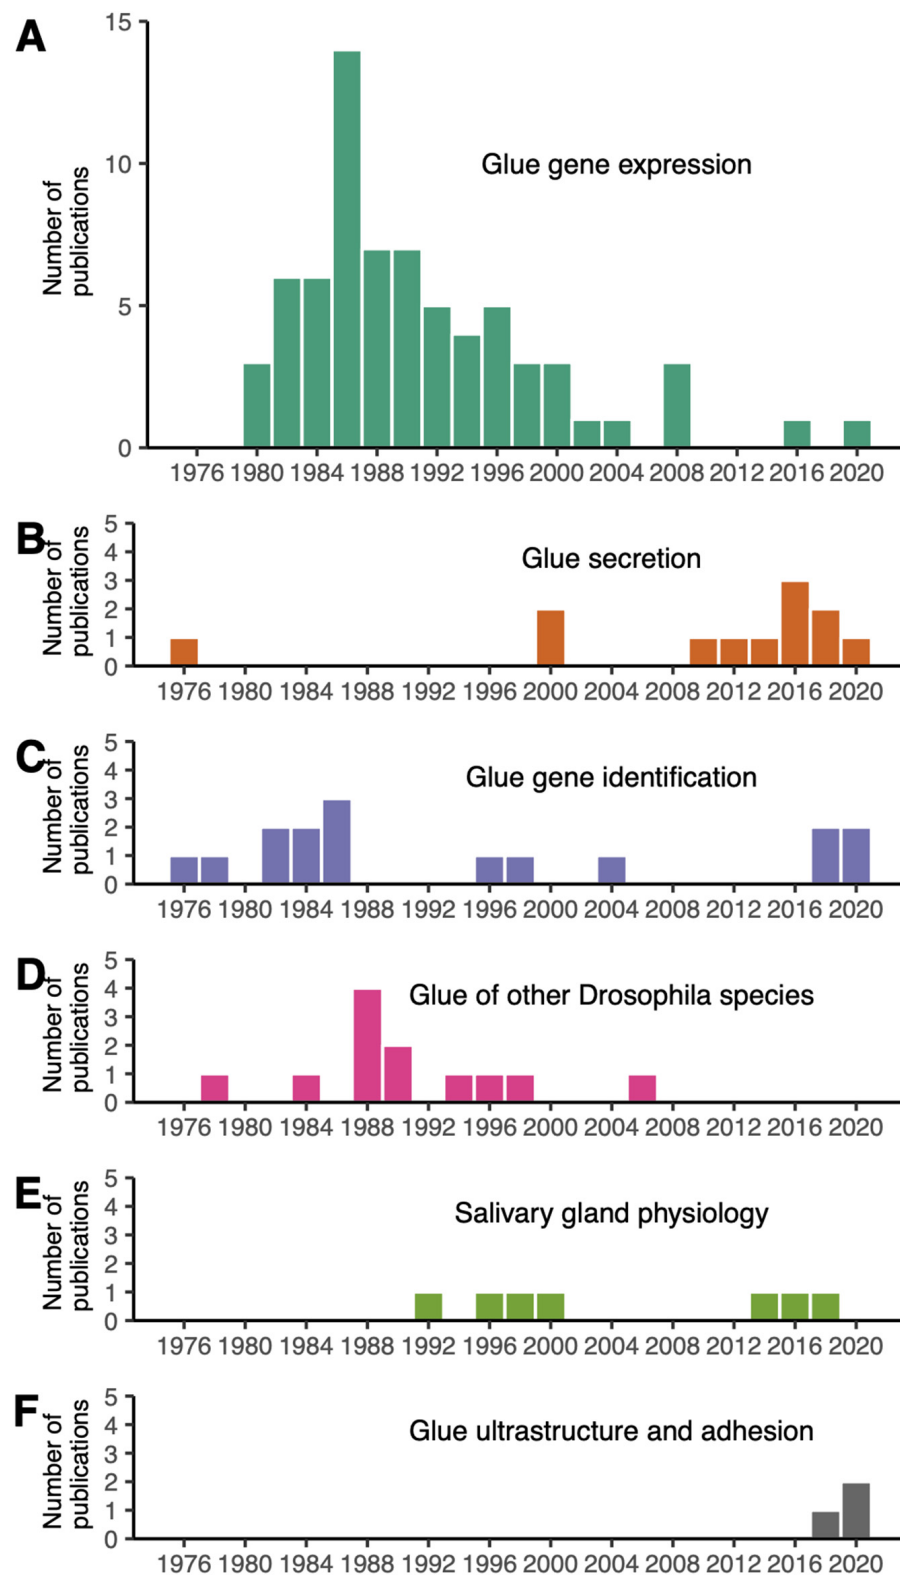 A
Number of
publications
15
10
5
0
Glue gene expression
1976 1980 1984 1988 1992 1996 2000 2004 2008 2012 2016 2020
B
Number of
publications
5
4
3
2
1
0
Glue secretion
1976 1980 1984 1988 1992 1996 2000 2004 2008 2012 2016 2020
C
Number of
publications
5
4
3
2
1
0
Glue gene identification
1976 1980 1984 1988 1992 1996 2000 2004 2008 2012 2016 2020
D
Number of
publications
5
4
3
2
1
0
Glue of other Drosophila species
1976 1980 1984 1988 1992 1996 2000 2004 2008 2012 2016 2020
E
Number of
publications
5
4
3
2
1
0
Salivary gland physiology
1976 1980 1984 1988 1992 1996 2000 2004 2008 2012 2016 2020
F
Number of
publications
5
4
3
2
1
0
Glue ultrastructure and adhesion
1976 1980 1984 1988 1992 1996 2000 2004 2008 2012 2016 2020